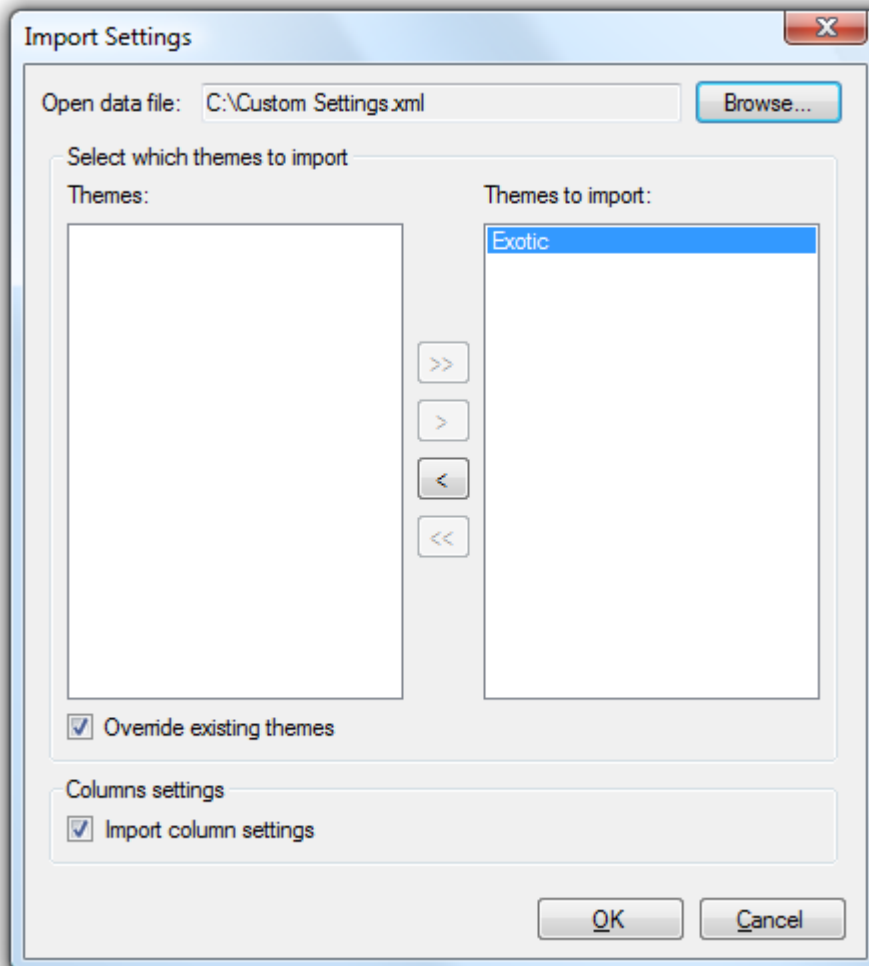 Import Settings
Open data file: C:\Custom Settings.xml Browse...
Select which themes to import
Themes: Themes to import:
Exotic
>>
>
<
<<
Override existing themes
Columns settings
Import column settings
OK Cancel